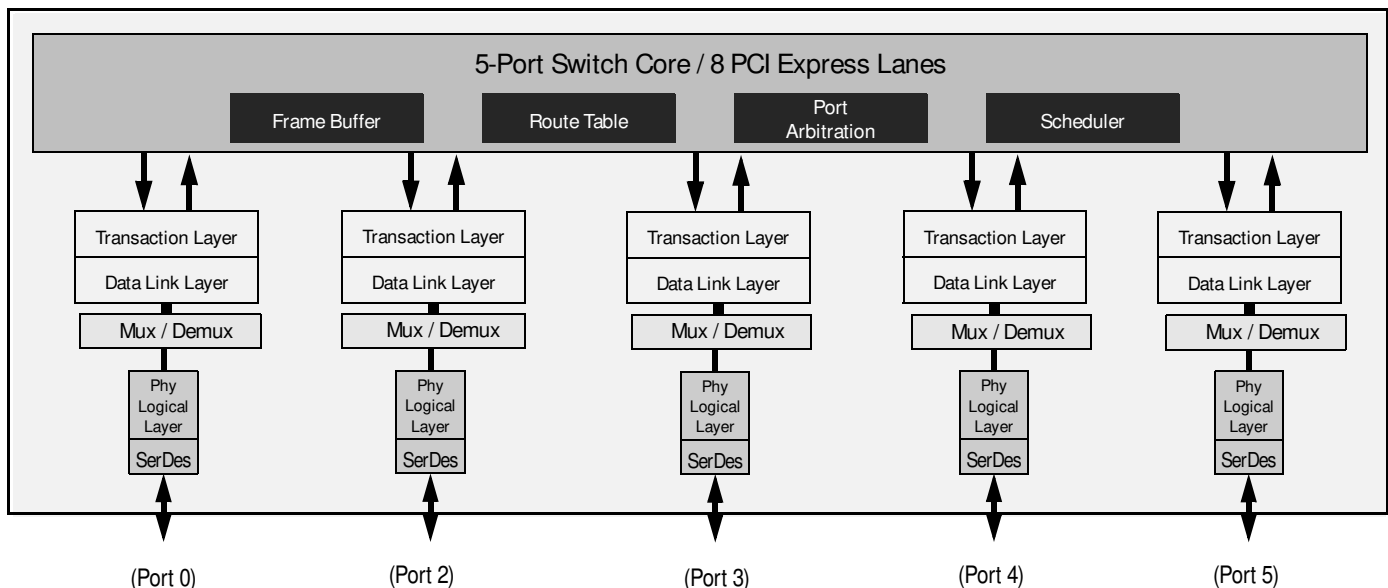 5-Port Switch Core / 8 PCI Express Lanes
Frame Buffer
Route Table
Port
Arbitration
Scheduler
Transaction Layer
Data Link Layer
Mux / Demux
Phy
Logical
Layer
SerDes
(Port 0)
Transaction Layer
Data Link Layer
Mux / Demux
Phy
Logical
Layer
SerDes
(Port 2)
Transaction Layer
Data Link Layer
Mux / Demux
Phy
Logical
Layer
SerDes
(Port 3)
Transaction Layer
Data Link Layer
Mux / Demux
Phy
Logical
Layer
SerDes
(Port 4)
Transaction Layer
Data Link Layer
Mux / Demux
Phy
Logical
Layer
SerDes
(Port 5)